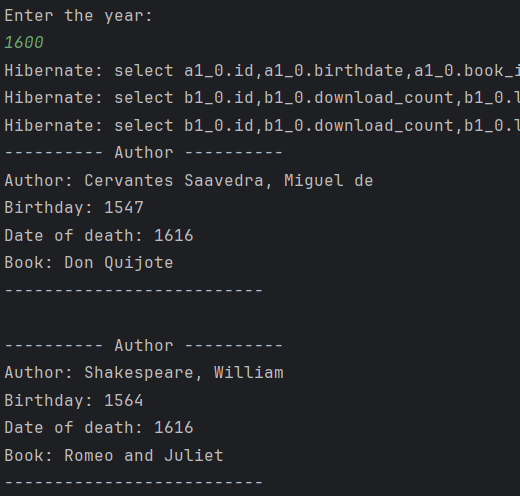 Enter the year:
1600
Hibernate: select a1_0.id,a1_0.birthdate,a1_0.book_i
Hibernate: select b1_0.id,b1_0.download_count,b1_0.l
Hibernate: select b1_0.id,b1_0.download_count,b1_0.l
---------- Author ----------
Author: Cervantes Saavedra, Miguel de
Birthday: 1547
Date of death: 1616
Book: Don Quijote
--------------------------
---------- Author ----------
Author: Shakespeare, William
Birthday: 1564
Date of death: 1616
Book: Romeo and Juliet
--------------------------